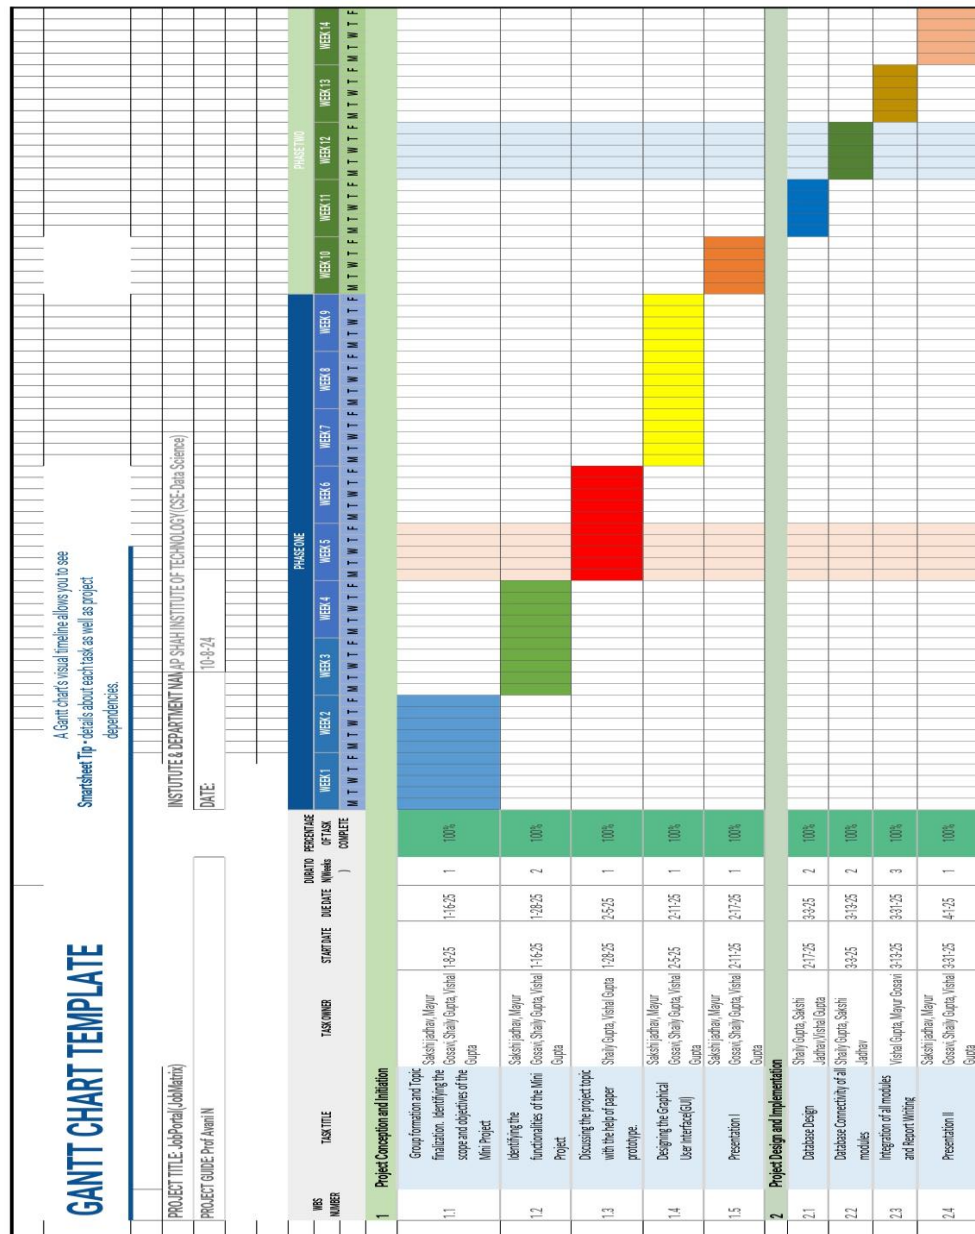 GANTT CHART TEMPLATE
A Gantt chart's visual timeline allows you to see
Smartsheet Tip • details about each task as well as project
dependencies.
PROJECT TITLE: JobPortal(JobMatrix)
INSTUTUTE & DEPARTMENT NAN AP SHAH INSTITUTE OF TECHNOLOGY(CSE-Data Science)
PROJECT GUIDE: Prof Avani N
DATE:
10-8-24
WBS NUMBER
TASK TITLE
TASK OWNER
START DATE
DUE DATE
DURATIO N(Weeks )
PERCENTAGE OF TASK COMPLETE
PHASE ONE
PHASE TWO
WEEK 1 WEEK 2 WEEK 3 WEEK 4 WEEK 5 WEEK 6 WEEK 7 WEEK 8 WEEK 9 WEEK 10 WEEK 11 WEEK 12 WEEK 13 WEEK 14
M T W T F M T W T F M T W T F M T W T F M T W T F M T W T F M T W T F M T W T F M T W T F M T W T F M T W T F M T W T F M T W T F M T W T F
1 Project Conception and Initiation
1.1
Group formation and Topic
finalization. Identifying the
scope and objectives of the
Mini Project
Sakshi jadhav, Mayur
Gosavi, Shaily Gupta, Vishal
Gupta
1-8-25 1-16-25 1 100%
1.2
Identifying the
functionalities of the Mini
Project
Sakshi jadhav, Mayur
Gosavi, Shaily Gupta, Vishal
Gupta
1-16-25 1-28-25 2 100%
1.3
Discussing the project topic
with the help of paper
prototype.
Shaily Gupta, Vishal Gupta
1-28-25 2-5-25 1 100%
1.4
Designing the Graphical
User Interface(GUI)
Sakshi jadhav, Mayur
Gosavi, Shaily Gupta, Vishal
Gupta
2-5-25 2-11-25 1 100%
1.5
Presentation I
Sakshi jadhav, Mayur
Gosavi, Shaily Gupta, Vishal
Gupta
2-11-25 2-17-25 1 100%
2 Project Design and Implementation
2.1
Database Design
Shaily Gupta, Sakshi
Jadhav, Vishal Gupta
2-17-25 3-3-25 2 100%
2.2
Database Connectivity of all
modules
Shaily Gupta, Sakshi
Jadhav
3-3-25 3-13-25 2 100%
2.3
Integration of all modules
and Report Writing
Vishal Gupta, Mayur Gosavi
3-13-25 3-31-25 3 100%
2.4
Presentation II
Sakshi jadhav, Mayur
Gosavi, Shaily Gupta, Vishal
Gupta
3-31-25 4-1-25 1 100%